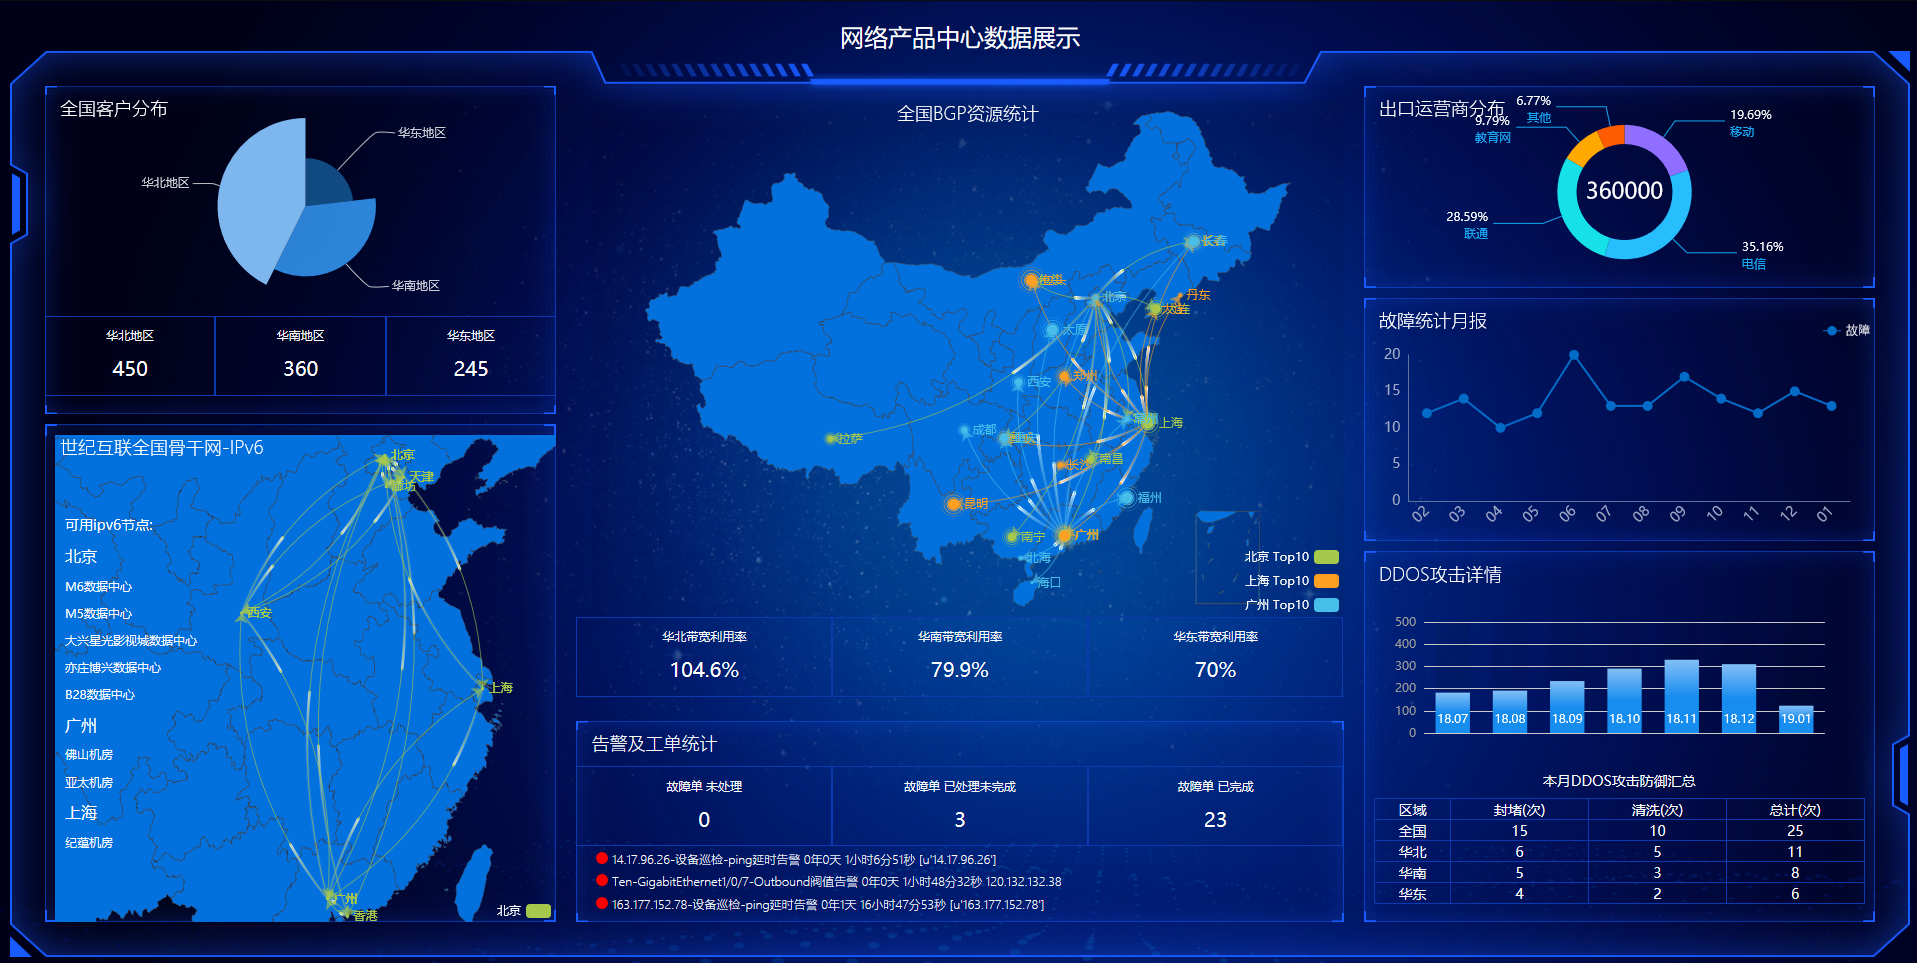 网络产品中心数据展示
全国客户分布
华东地区
华北地区
华南地区
华北地区 华南地区 华东地区
450 360 245
世纪互联全国骨干网-IPv6
北京
天津
廊坊
西安
上海
广州
香港
可用ipv6节点:
北京
M6数据中心
M5数据中心
大兴星光影视城数据中心
亦庄博兴数据中心
B28数据中心
广州
佛山机房
亚太机房
上海
纪蕴机房
北京
全国BGP资源统计
长春
北京
丹东
太原
西安
郑州
上海
拉萨
成都
重庆
南昌
长沙
昆明
福州
南宁
广州
北海
海口
北京 Top10
上海 Top10
广州 Top10
华北带宽利用率 华南带宽利用率 华东带宽利用率
104.6% 79.9% 70%
告警及工单统计
故障单 未处理 故障单 已处理未完成 故障单 已完成
0 3 23
14.17.96.26-设备巡检-ping延时告警 0年0天 1小时6分51秒 [u'14.17.96.26']
Ten-GigabitEthernet1/0/7-Outbound阀值告警 0年0天 1小时48分32秒 120.132.132.38
163.177.152.78-设备巡检-ping延时告警 0年1天 16小时47分53秒 [u'163.177.152.78']
出口运营商分布
6.77%
其他
9.79%
教育网
19.69%
移动
28.59%
联通
35.16%
电信
360000
故障统计月报
故障
20
15
10
5
0
02 03 04 05 06 07 08 09 10 11 12 01
DDOS攻击详情
500
400
300
200
100
0
18.07 18.08 18.09 18.10 18.11 18.12 19.01
本月DDOS攻击防御汇总
区域 封堵(次) 清洗(次) 总计(次)
全国 15 10 25
华北 6 5 11
华南 5 3 8
华东 4 2 6